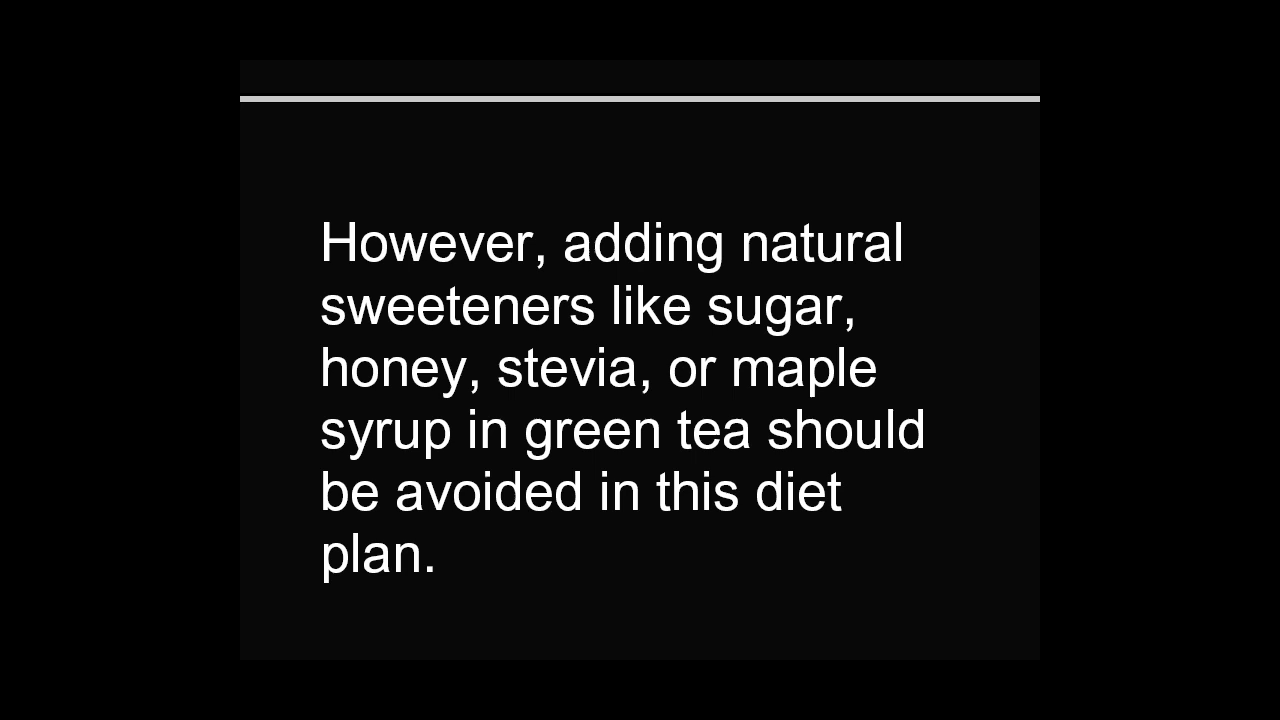 However, adding natural
sweeteners like sugar,
honey, stevia, or maple
syrup in green tea should
be avoided in this diet
plan.